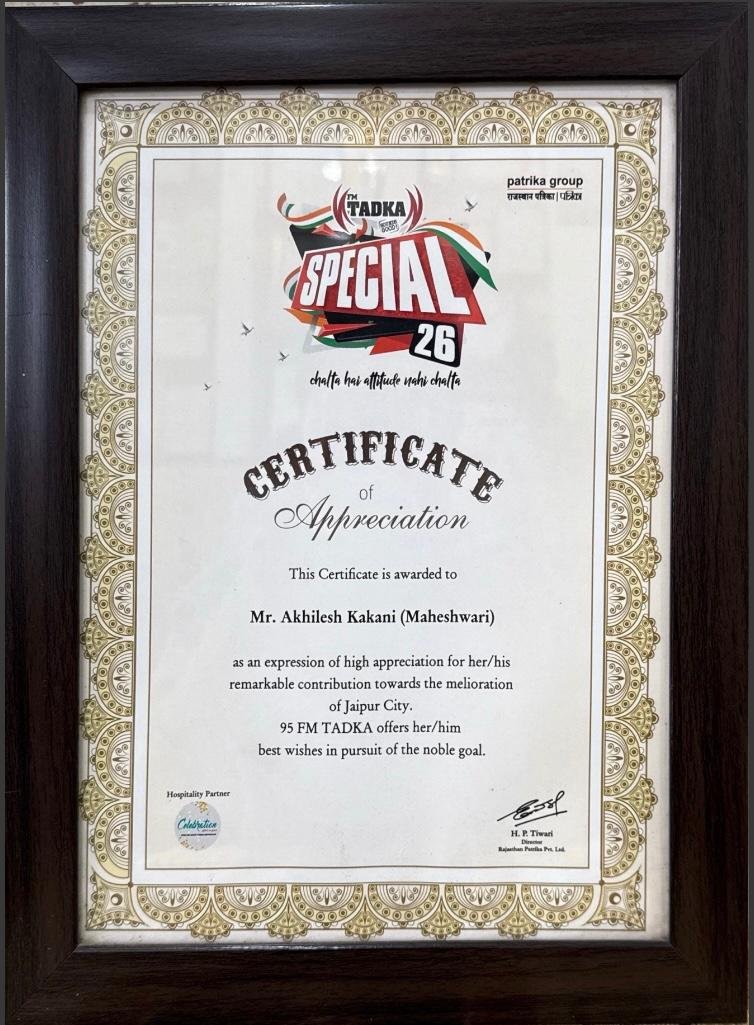 patrika group
राजस्थान पत्रिका |
FM
TADKA
SPECIAL
26
chalta hai attitude nahi chalta
CERTIFICATE
of
Appreciation
This Certificate is awarded to
Mr. Akhilesh Kakani (Maheshwari)
as an expression of high appreciation for her/his
remarkable contribution towards the melioration
of Jaipur City.
95 FM TADKA offers her/him
best wishes in pursuit of the noble goal.
Hospitality Partner
Celebration
H. P. Tiwari
Director
Rajasthan Patrika Pvt. Ltd.